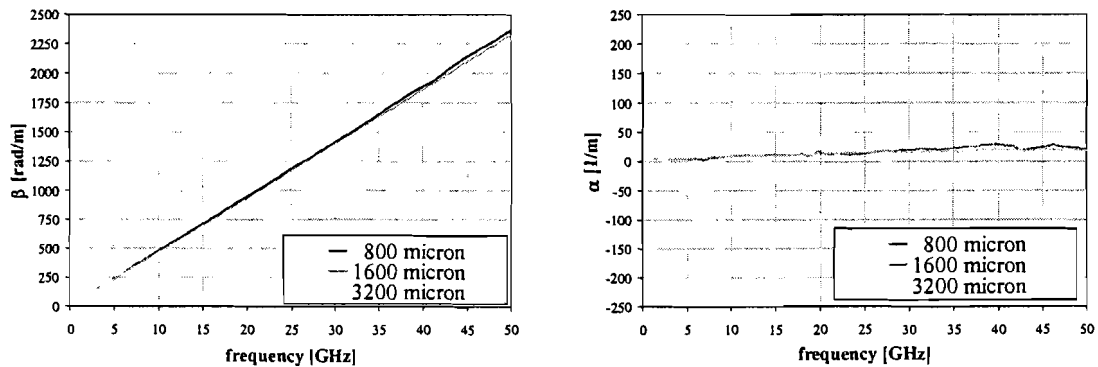 2500
2250
2000
1750
1500
1250
1000
750
500
250
0
β [rad/m]
0 5 10 15 20 25 30 35 40 45 50
frequency [GHz]
800 micron
1600 micron
3200 micron
250
200
150
100
50
0
-50
-100
-150
-200
-250
α [1/m]
0 5 10 15 20 25 30 35 40 45 50
frequency [GHz]
800 micron
1600 micron
3200 micron